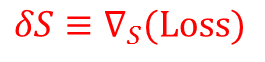 δS ≡ ∇_S(Loss)